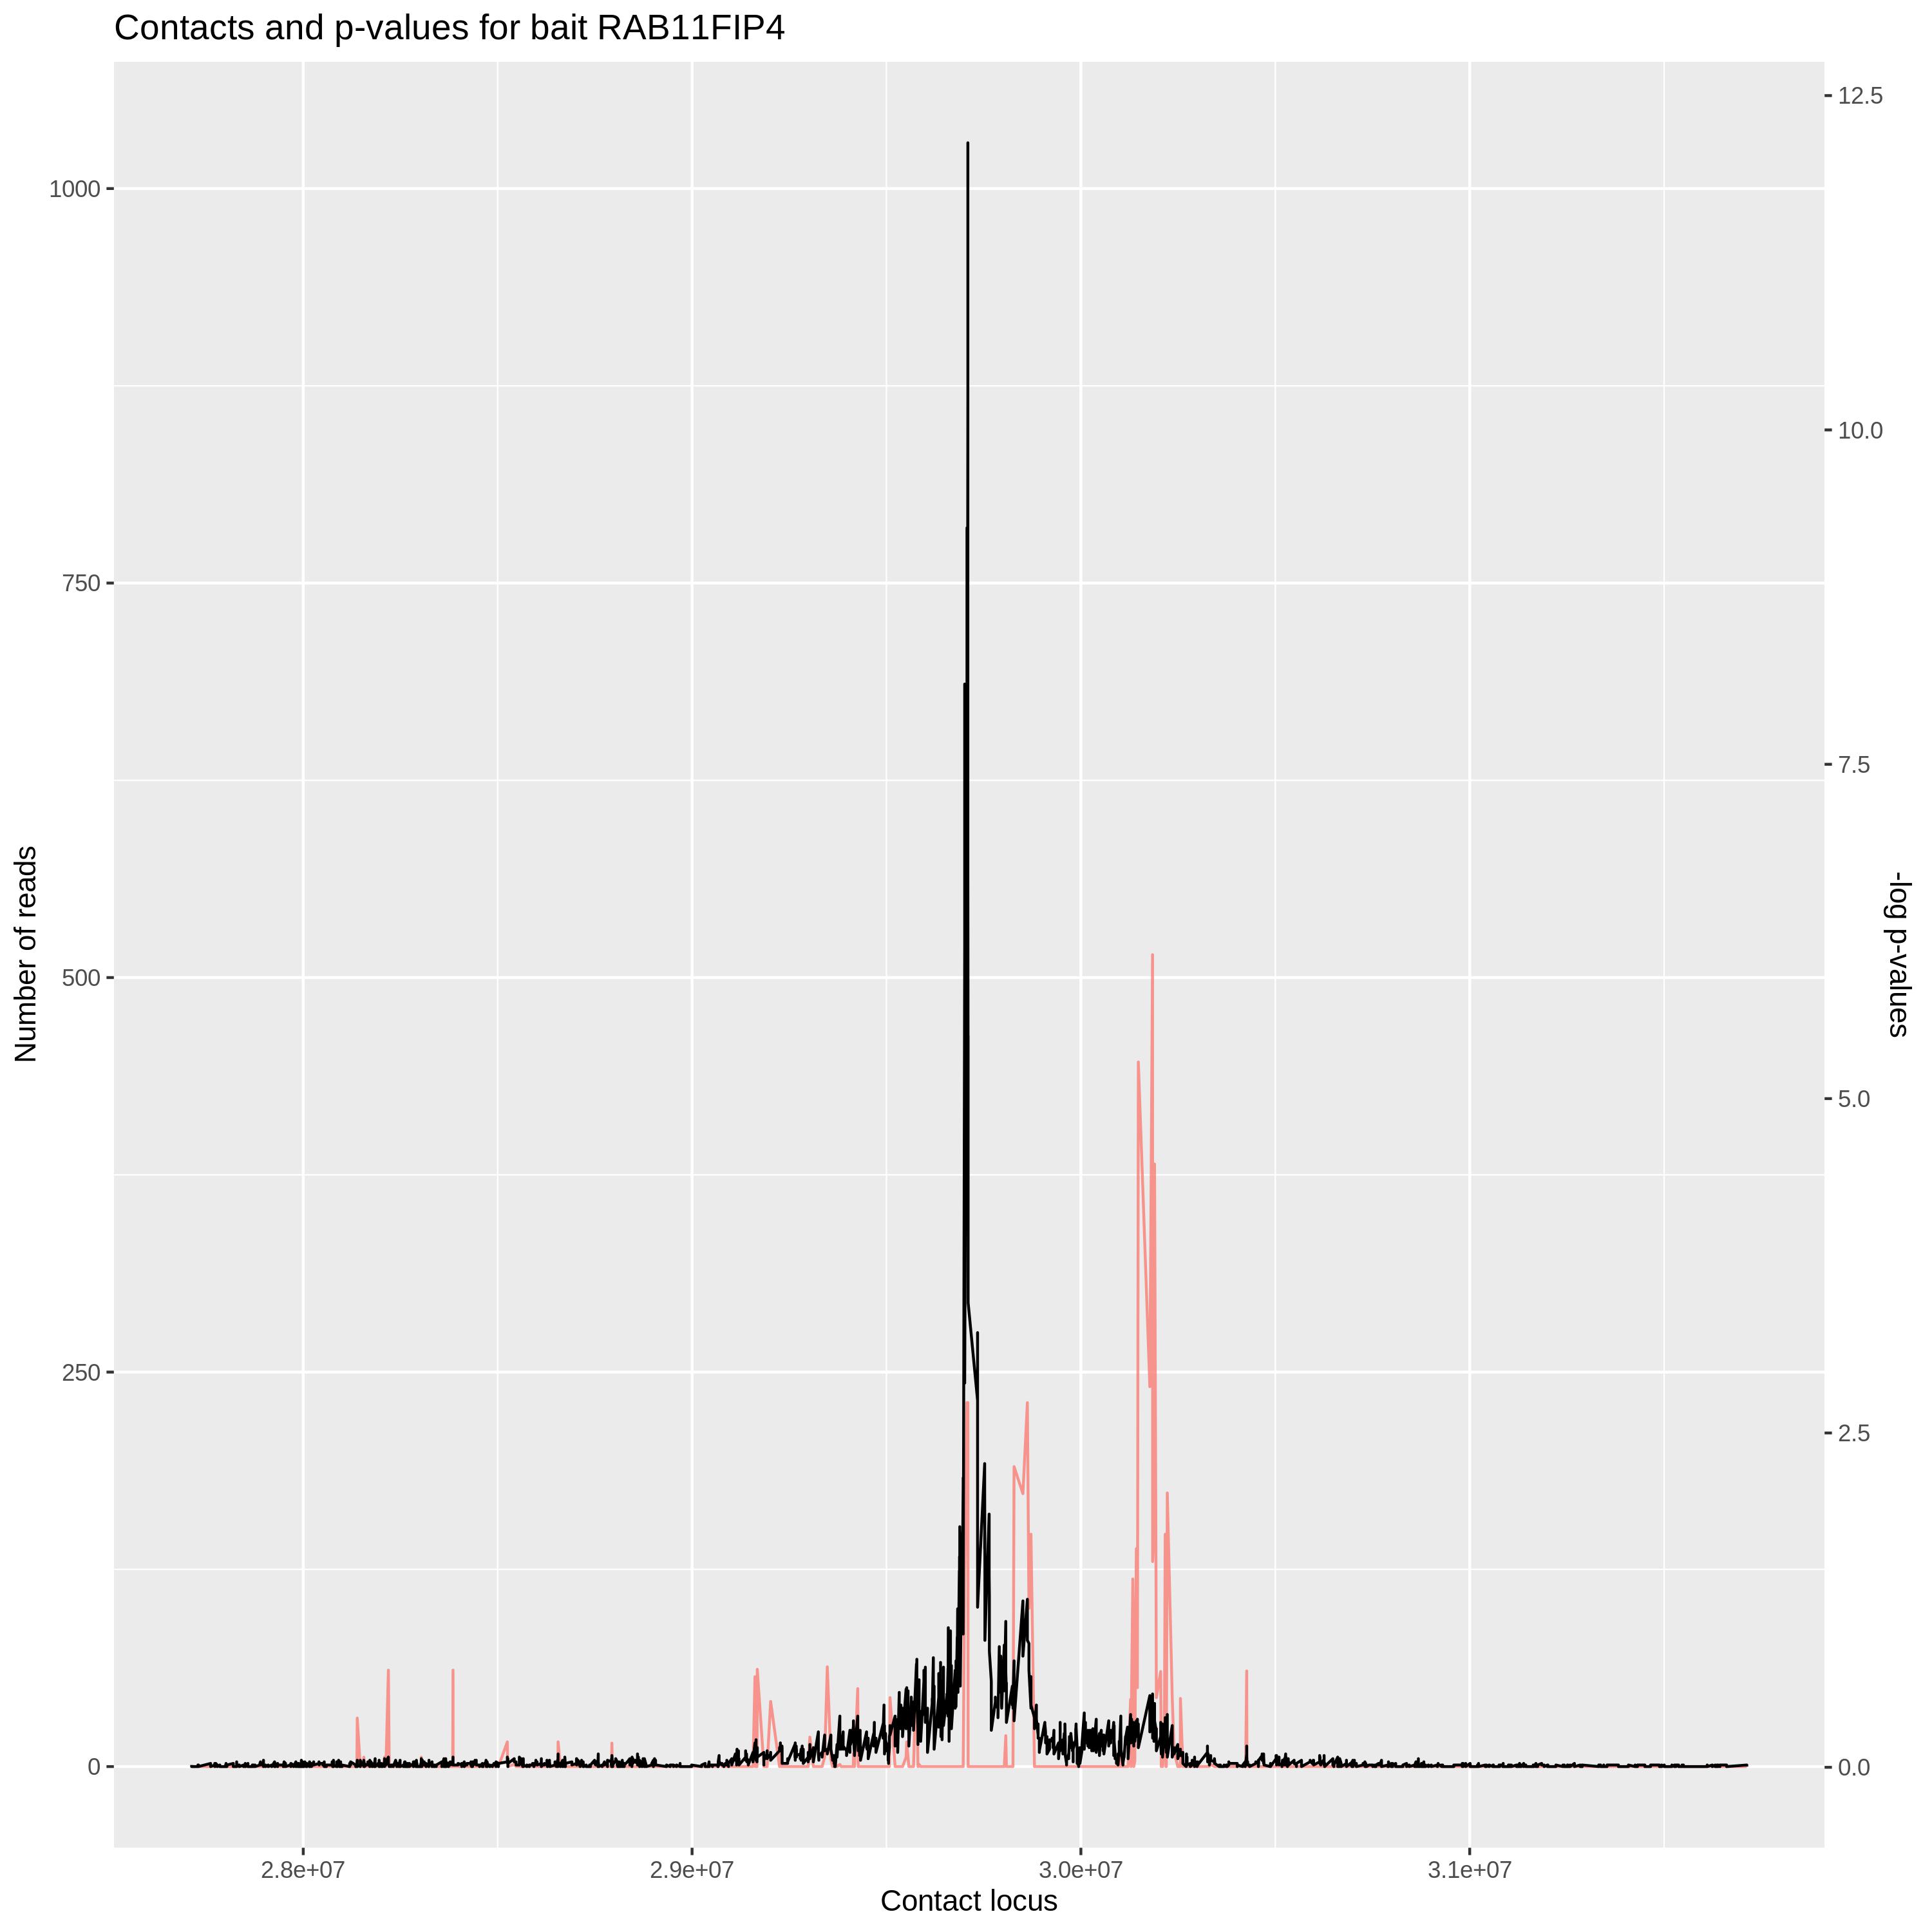 Contacts and p-values for bait RAB11FIP4
1000
750
500
250
0
Number of reads
12.5
10.0
7.5
5.0
2.5
0.0
-log p-values
2.8e+07
2.9e+07
3.0e+07
3.1e+07
Contact locus